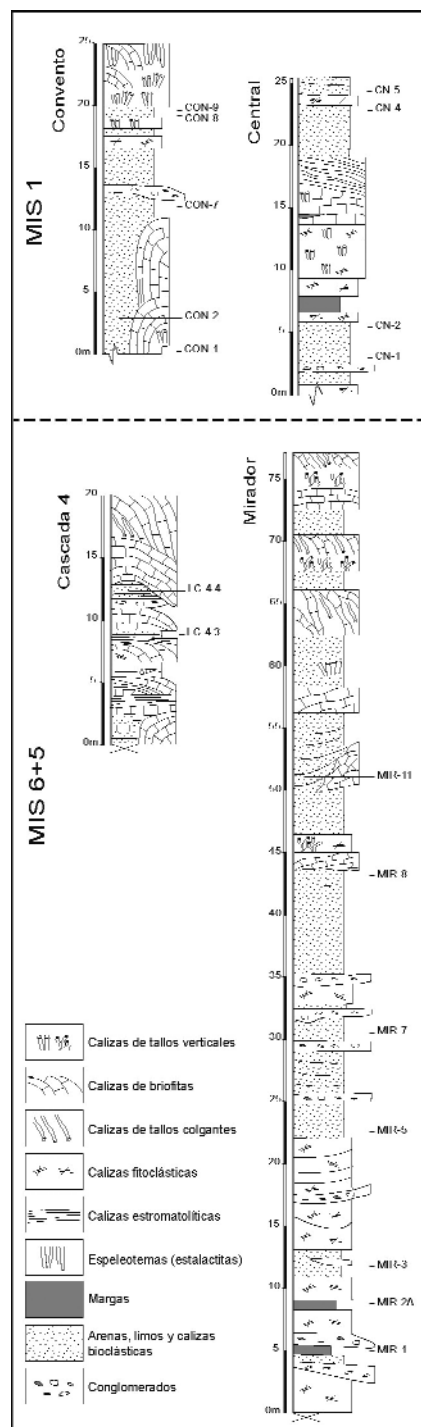 MIS 1
Convento
25
20
15
10
5
0m
CON-9
CON 8
CON-7
CON 2
CON 1
Central
25
20
15
10
5
0m
CN-5
CN 4
CN-2
CN-1
MIS 6+5
Cascada 4
20
15
10
5
0m
LC 4.4
LC 4.3
Mirador
75
70
65
60
55
50
45
40
35
30
25
20
15
10
5
0m
MIR-11
MIR 8
MIR 7
MIR-5
MIR-3
MIR 2A
MIR 1
Calizas de tallos verticales
Calizas de briofitas
Calizas de tallos colgantes
Calizas fitoclásticas
Calizas estromatolíticas
Espeleotemas (estalactitas)
Margas
Arenas, limos y calizas
bioclásticas
Conglomerados